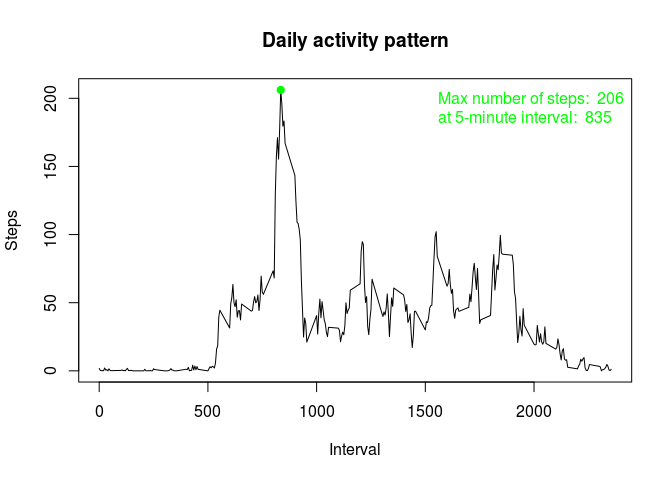 Daily activity pattern
Max number of steps: 206
at 5-minute interval: 835
Steps
200
150
100
50
0
0 500 1000 1500 2000
Interval